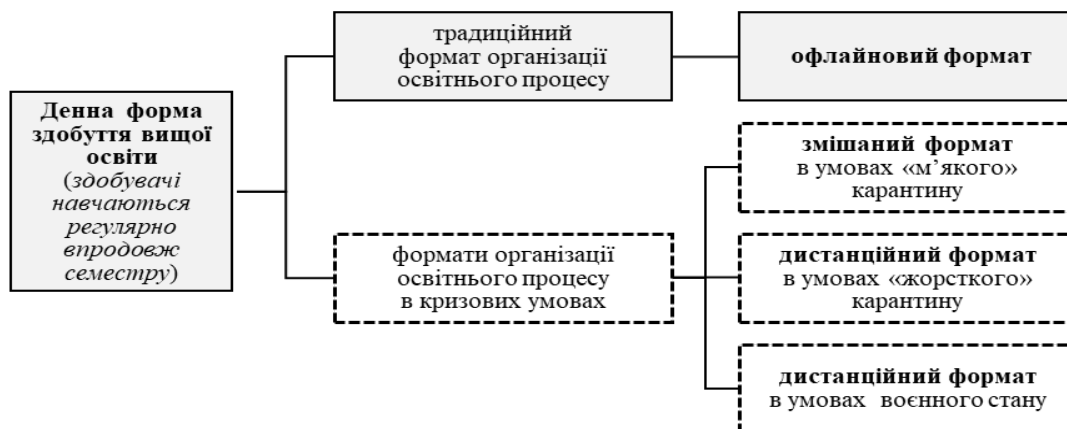 Денна форма
здобуття вищої
освіти
(здобувачі
навчаються
регулярно
впродовж
семестру)
традиційний
формат організації
освітнього процесу
офлайновий формат
формати організації
освітнього процесу
в кризових умовах
змішаний формат
в умовах «м’якого»
карантину
дистанційний формат
в умовах «жорсткого»
карантину
дистанційний формат
в умовах воєнного стану